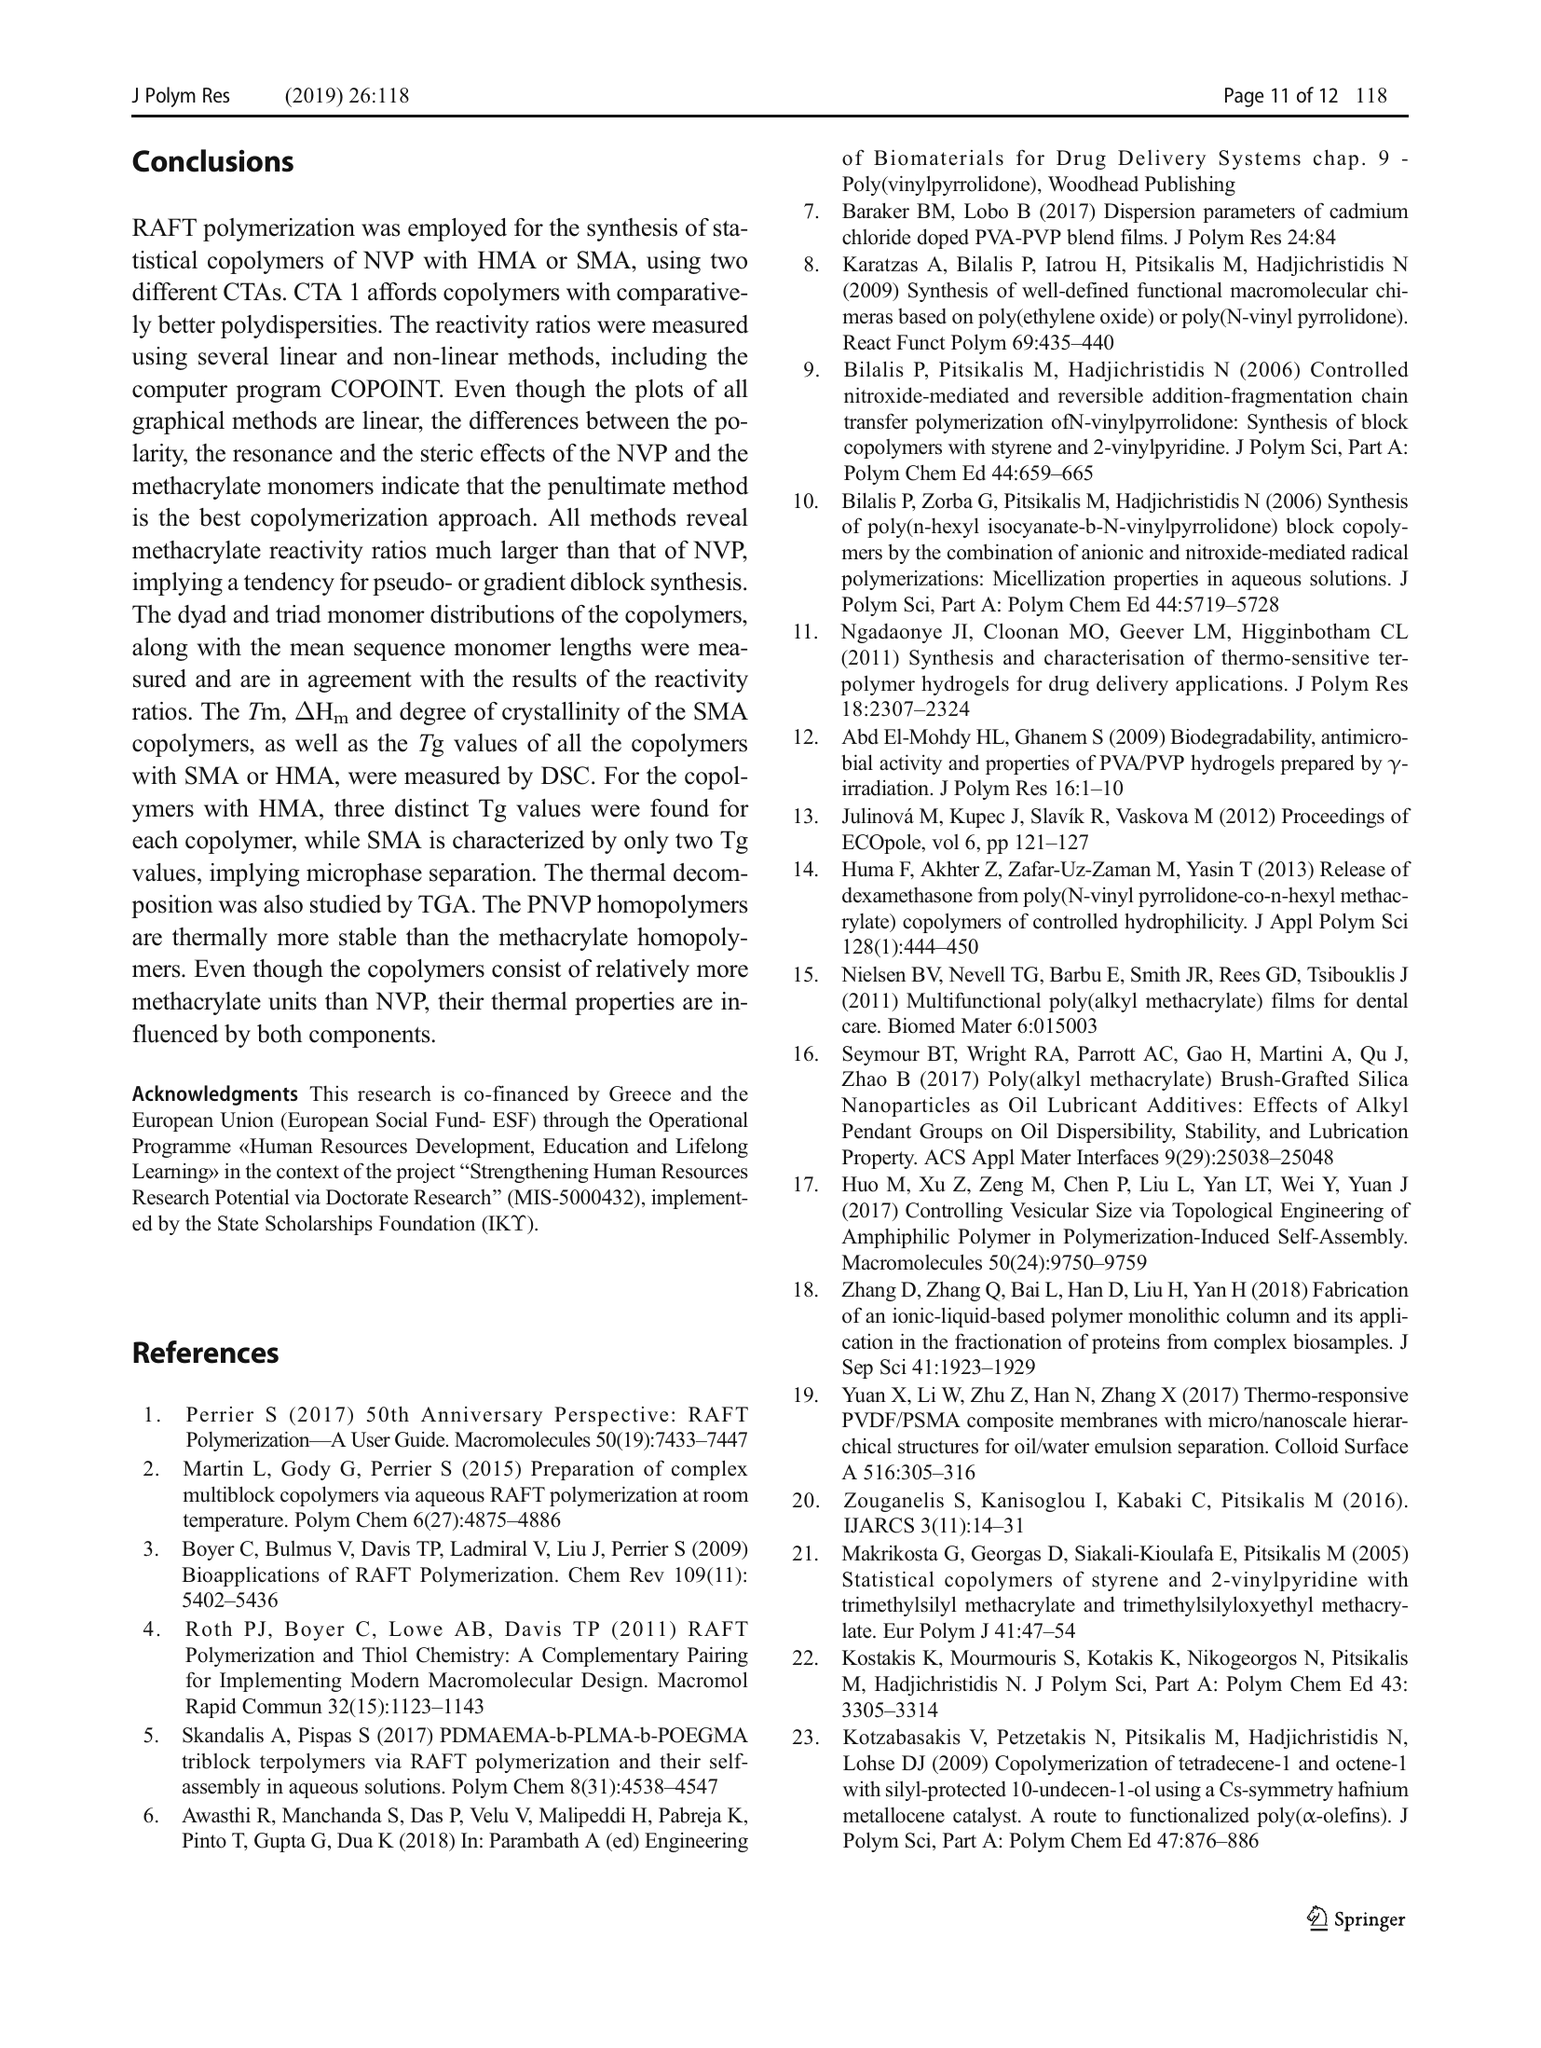 J Polym Res (2019) 26:118
Page 11 of 12 118
Conclusions
RAFT polymerization was employed for the synthesis of sta-
tistical copolymers of NVP with HMA or SMA, using two
different CTAs. CTA 1 affords copolymers with comparative-
ly better polydispersities. The reactivity ratios were measured
using several linear and non-linear methods, including the
computer program COPOINT. Even though the plots of all
graphical methods are linear, the differences between the po-
larity, the resonance and the steric effects of the NVP and the
methacrylate monomers indicate that the penultimate method
is the best copolymerization approach. All methods reveal
methacrylate reactivity ratios much larger than that of NVP,
implying a tendency for pseudo- or gradient diblock synthesis.
The dyad and triad monomer distributions of the copolymers,
along with the mean sequence monomer lengths were mea-
sured and are in agreement with the results of the reactivity
ratios. The Tm, ΔHm and degree of crystallinity of the SMA
copolymers, as well as the Tg values of all the copolymers
with SMA or HMA, were measured by DSC. For the copol-
ymers with HMA, three distinct Tg values were found for
each copolymer, while SMA is characterized by only two Tg
values, implying microphase separation. The thermal decom-
position was also studied by TGA. The PNVP homopolymers
are thermally more stable than the methacrylate homopoly-
mers. Even though the copolymers consist of relatively more
methacrylate units than NVP, their thermal properties are in-
fluenced by both components.
Acknowledgments This research is co-financed by Greece and the
European Union (European Social Fund- ESF) through the Operational
Programme «Human Resources Development, Education and Lifelong
Learning» in the context of the project “Strengthening Human Resources
Research Potential via Doctorate Research” (MIS-5000432), implement-
ed by the State Scholarships Foundation (ΙΚϒ).
References
1. Perrier S (2017) 50th Anniversary Perspective: RAFT
Polymerization—A User Guide. Macromolecules 50(19):7433–7447
2. Martin L, Gody G, Perrier S (2015) Preparation of complex
multiblock copolymers via aqueous RAFT polymerization at room
temperature. Polym Chem 6(27):4875–4886
3. Boyer C, Bulmus V, Davis TP, Ladmiral V, Liu J, Perrier S (2009)
Bioapplications of RAFT Polymerization. Chem Rev 109(11):
5402–5436
4. Roth PJ, Boyer C, Lowe AB, Davis TP (2011) RAFT
Polymerization and Thiol Chemistry: A Complementary Pairing
for Implementing Modern Macromolecular Design. Macromol
Rapid Commun 32(15):1123–1143
5. Skandalis A, Pispas S (2017) PDMAEMA-b-PLMA-b-POEGMA
triblock terpolymers via RAFT polymerization and their self-
assembly in aqueous solutions. Polym Chem 8(31):4538–4547
6. Awasthi R, Manchanda S, Das P, Velu V, Malipeddi H, Pabreja K,
Pinto T, Gupta G, Dua K (2018) In: Parambath A (ed) Engineering
of Biomaterials for Drug Delivery Systems chap. 9 -
Poly(vinylpyrrolidone), Woodhead Publishing
7. Baraker BM, Lobo B (2017) Dispersion parameters of cadmium
chloride doped PVA-PVP blend films. J Polym Res 24:84
8. Karatzas A, Bilalis P, Iatrou H, Pitsikalis M, Hadjichristidis N
(2009) Synthesis of well-defined functional macromolecular chi-
meras based on poly(ethylene oxide) or poly(N-vinyl pyrrolidone).
React Funct Polym 69:435–440
9. Bilalis P, Pitsikalis M, Hadjichristidis N (2006) Controlled
nitroxide-mediated and reversible addition-fragmentation chain
transfer polymerization ofN-vinylpyrrolidone: Synthesis of block
copolymers with styrene and 2-vinylpyridine. J Polym Sci, Part A:
Polym Chem Ed 44:659–665
10. Bilalis P, Zorba G, Pitsikalis M, Hadjichristidis N (2006) Synthesis
of poly(n-hexyl isocyanate-b-N-vinylpyrrolidone) block copoly-
mers by the combination of anionic and nitroxide-mediated radical
polymerizations: Micellization properties in aqueous solutions. J
Polym Sci, Part A: Polym Chem Ed 44:5719–5728
11. Ngadaonye JI, Cloonan MO, Geever LM, Higginbotham CL
(2011) Synthesis and characterisation of thermo-sensitive ter-
polymer hydrogels for drug delivery applications. J Polym Res
18:2307–2324
12. Abd El-Mohdy HL, Ghanem S (2009) Biodegradability, antimicro-
bial activity and properties of PVA/PVP hydrogels prepared by γ-
irradiation. J Polym Res 16:1–10
13. Julinová M, Kupec J, Slavík R, Vaskova M (2012) Proceedings of
ECOpole, vol 6, pp 121–127
14. Huma F, Akhter Z, Zafar-Uz-Zaman M, Yasin T (2013) Release of
dexamethasone from poly(N-vinyl pyrrolidone-co-n-hexyl methac-
rylate) copolymers of controlled hydrophilicity. J Appl Polym Sci
128(1):444–450
15. Nielsen BV, Nevell TG, Barbu E, Smith JR, Rees GD, Tsibouklis J
(2011) Multifunctional poly(alkyl methacrylate) films for dental
care. Biomed Mater 6:015003
16. Seymour BT, Wright RA, Parrott AC, Gao H, Martini A, Qu J,
Zhao B (2017) Poly(alkyl methacrylate) Brush-Grafted Silica
Nanoparticles as Oil Lubricant Additives: Effects of Alkyl
Pendant Groups on Oil Dispersibility, Stability, and Lubrication
Property. ACS Appl Mater Interfaces 9(29):25038–25048
17. Huo M, Xu Z, Zeng M, Chen P, Liu L, Yan LT, Wei Y, Yuan J
(2017) Controlling Vesicular Size via Topological Engineering of
Amphiphilic Polymer in Polymerization-Induced Self-Assembly.
Macromolecules 50(24):9750–9759
18. Zhang D, Zhang Q, Bai L, Han D, Liu H, Yan H (2018) Fabrication
of an ionic-liquid-based polymer monolithic column and its appli-
cation in the fractionation of proteins from complex biosamples. J
Sep Sci 41:1923–1929
19. Yuan X, Li W, Zhu Z, Han N, Zhang X (2017) Thermo-responsive
PVDF/PSMA composite membranes with micro/nanoscale hierar-
chical structures for oil/water emulsion separation. Colloid Surface
A 516:305–316
20. Zouganelis S, Kanisoglou I, Kabaki C, Pitsikalis M (2016).
IJARCS 3(11):14–31
21. Makrikosta G, Georgas D, Siakali-Kioulafa E, Pitsikalis M (2005)
Statistical copolymers of styrene and 2-vinylpyridine with
trimethylsilyl methacrylate and trimethylsilyloxyethyl methacry-
late. Eur Polym J 41:47–54
22. Kostakis K, Mourmouris S, Kotakis K, Nikogeorgos N, Pitsikalis
M, Hadjichristidis N. J Polym Sci, Part A: Polym Chem Ed 43:
3305–3314
23. Kotzabasakis V, Petzetakis N, Pitsikalis M, Hadjichristidis N,
Lohse DJ (2009) Copolymerization of tetradecene-1 and octene-1
with silyl-protected 10-undecen-1-ol using a Cs-symmetry hafnium
metallocene catalyst. A route to functionalized poly(α-olefins). J
Polym Sci, Part A: Polym Chem Ed 47:876–886
Springer